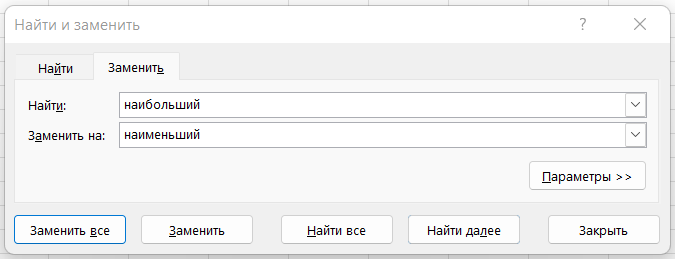 Найти и заменить ?
Найти Заменить
Найти: наибольший
Заменить на: наименьший
Параметры >>
Заменить все Заменить Найти все Найти далее Закрыть